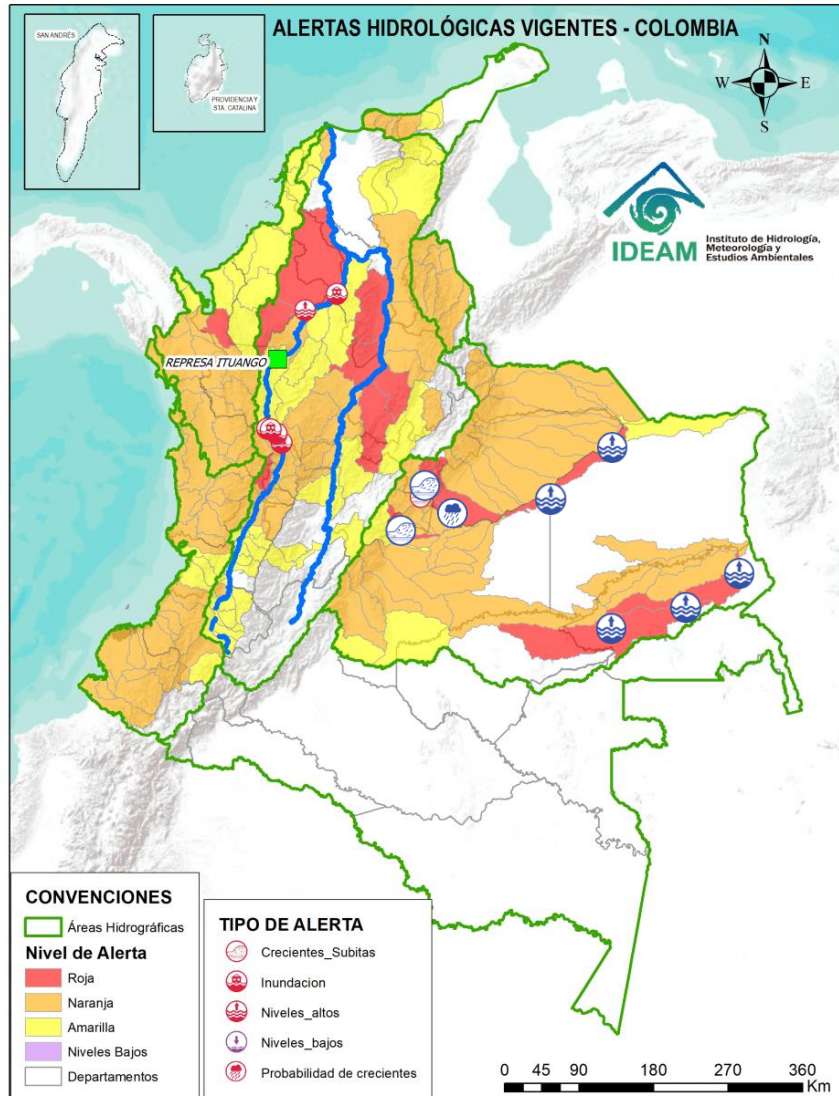 ALERTAS HIDROLÓGICAS VIGENTES - COLOMBIA
SAN ANDRÉS
PROVIDENCIA Y
STA. CATALINA
N
W
E
S
IDEAM
Instituto de Hidrología,
Meteorología y
Estudios Ambientales
REPRESA ITUANGO
CONVENCIONES
Áreas Hidrográficas
Nivel de Alerta
Roja
Naranja
Amarilla
Niveles Bajos
Departamentos
TIPO DE ALERTA
Crecientes_Subitas
Inundacion
Niveles_altos
Niveles_bajos
Probabilidad de crecientes
0 45 90 180 270 360
Km